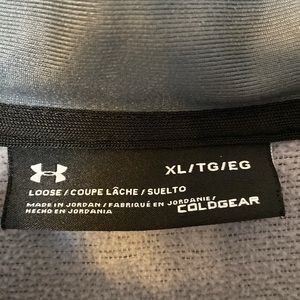 XL/TG/EG
LOOSE / COUPE LÂCHE / SUELTO
MADE IN JORDAN / FABRIQUÉ EN JORDANIE /
HECHO EN JORDANIA
COLDGEAR